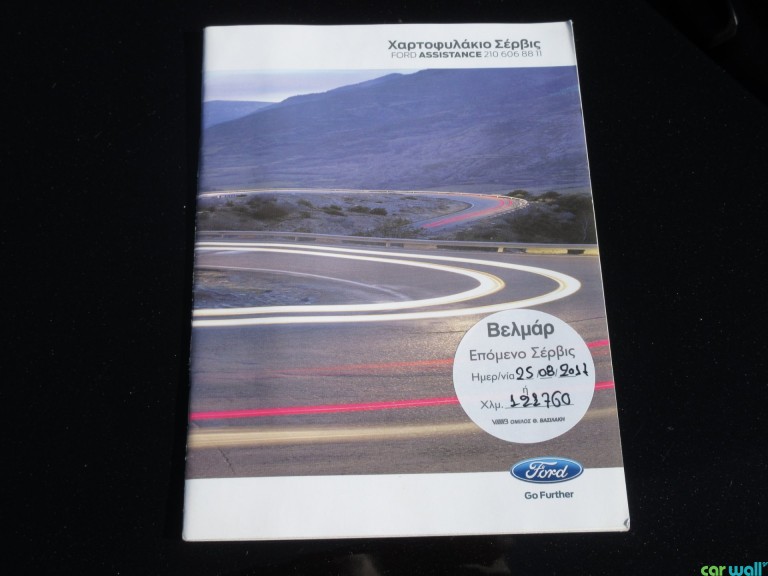 Χαρτοφυλάκιο Σέρβις
FORD ASSISTANCE 210 606 88 11
Βελμάρ
Επόμενο Σέρβις
Ημερ/νία 25/08/2017
ή
Χλμ. 121760
ΟΜΙΛΟΣ Θ. ΒΑΣΙΛΑΚΗ
Ford
Go Further
car wall